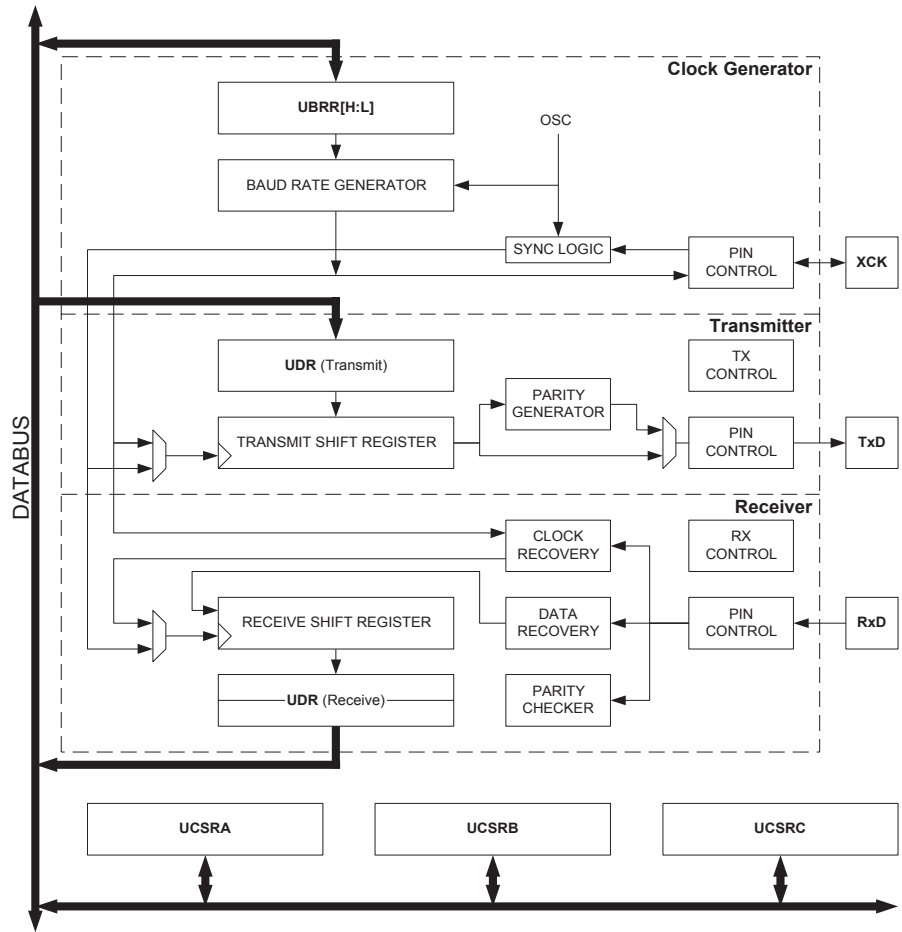 Clock Generator
UBRR[H:L]
OSC
BAUD RATE GENERATOR
SYNC LOGIC
PIN
CONTROL
XCK
Transmitter
UDR (Transmit)
TX
CONTROL
PARITY
GENERATOR
TRANSMIT SHIFT REGISTER
PIN
CONTROL
TxD
DATABUS
Receiver
CLOCK
RECOVERY
RX
CONTROL
RECEIVE SHIFT REGISTER
DATA
RECOVERY
PIN
CONTROL
RxD
UDR (Receive)
PARITY
CHECKER
UCSRA
UCSRB
UCSRC